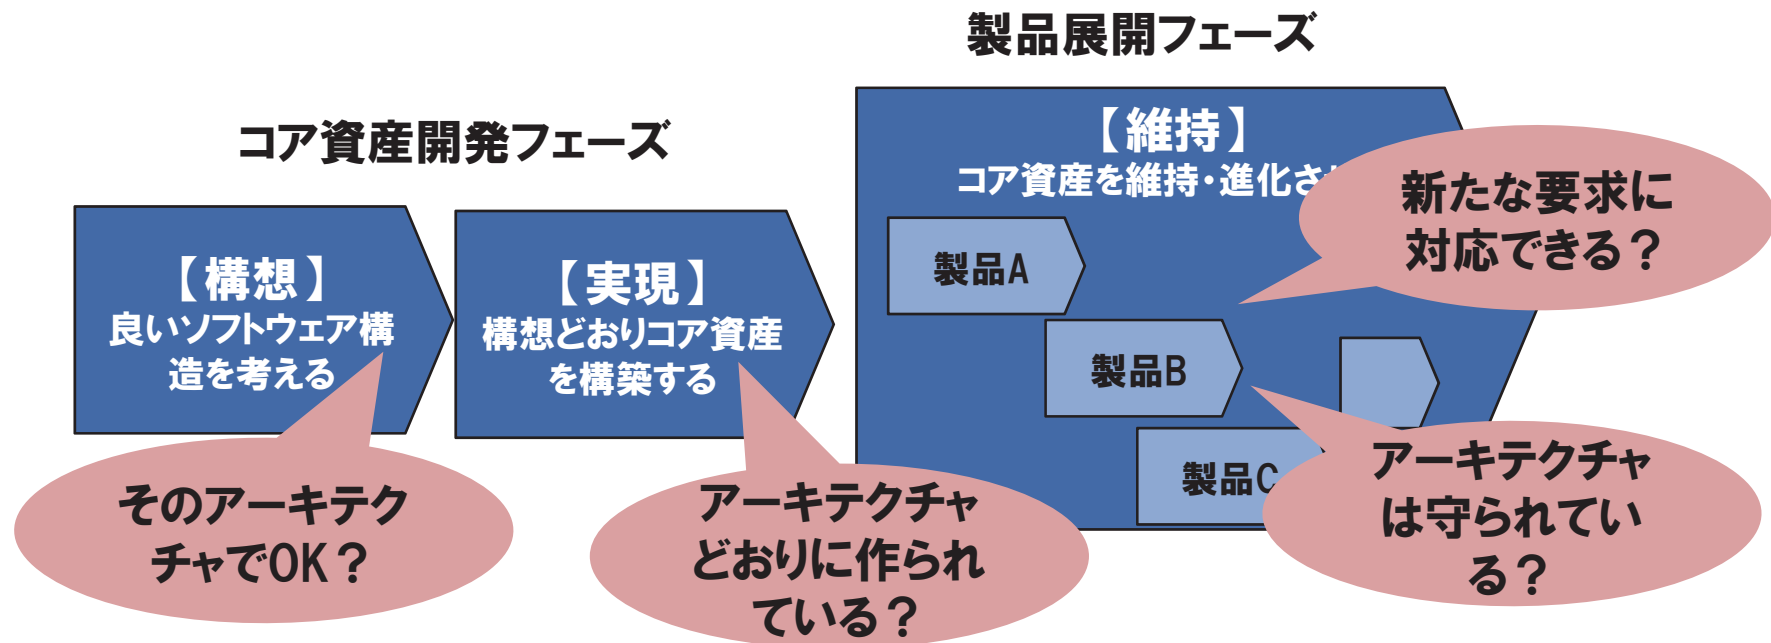 製品展開フェーズ
コア資産開発フェーズ
【構想】
良いソフトウェア構
造を考える
【実現】
構想どおりコア資産
を構築する
【維持】
コア資産を維持・進化さ
製品A
製品B
製品C
そのアーキテク
チャでOK？
アーキテクチャ
どおりに作られ
ている？
新たな要求に
対応できる？
アーキテクチャ
は守られてい
る？